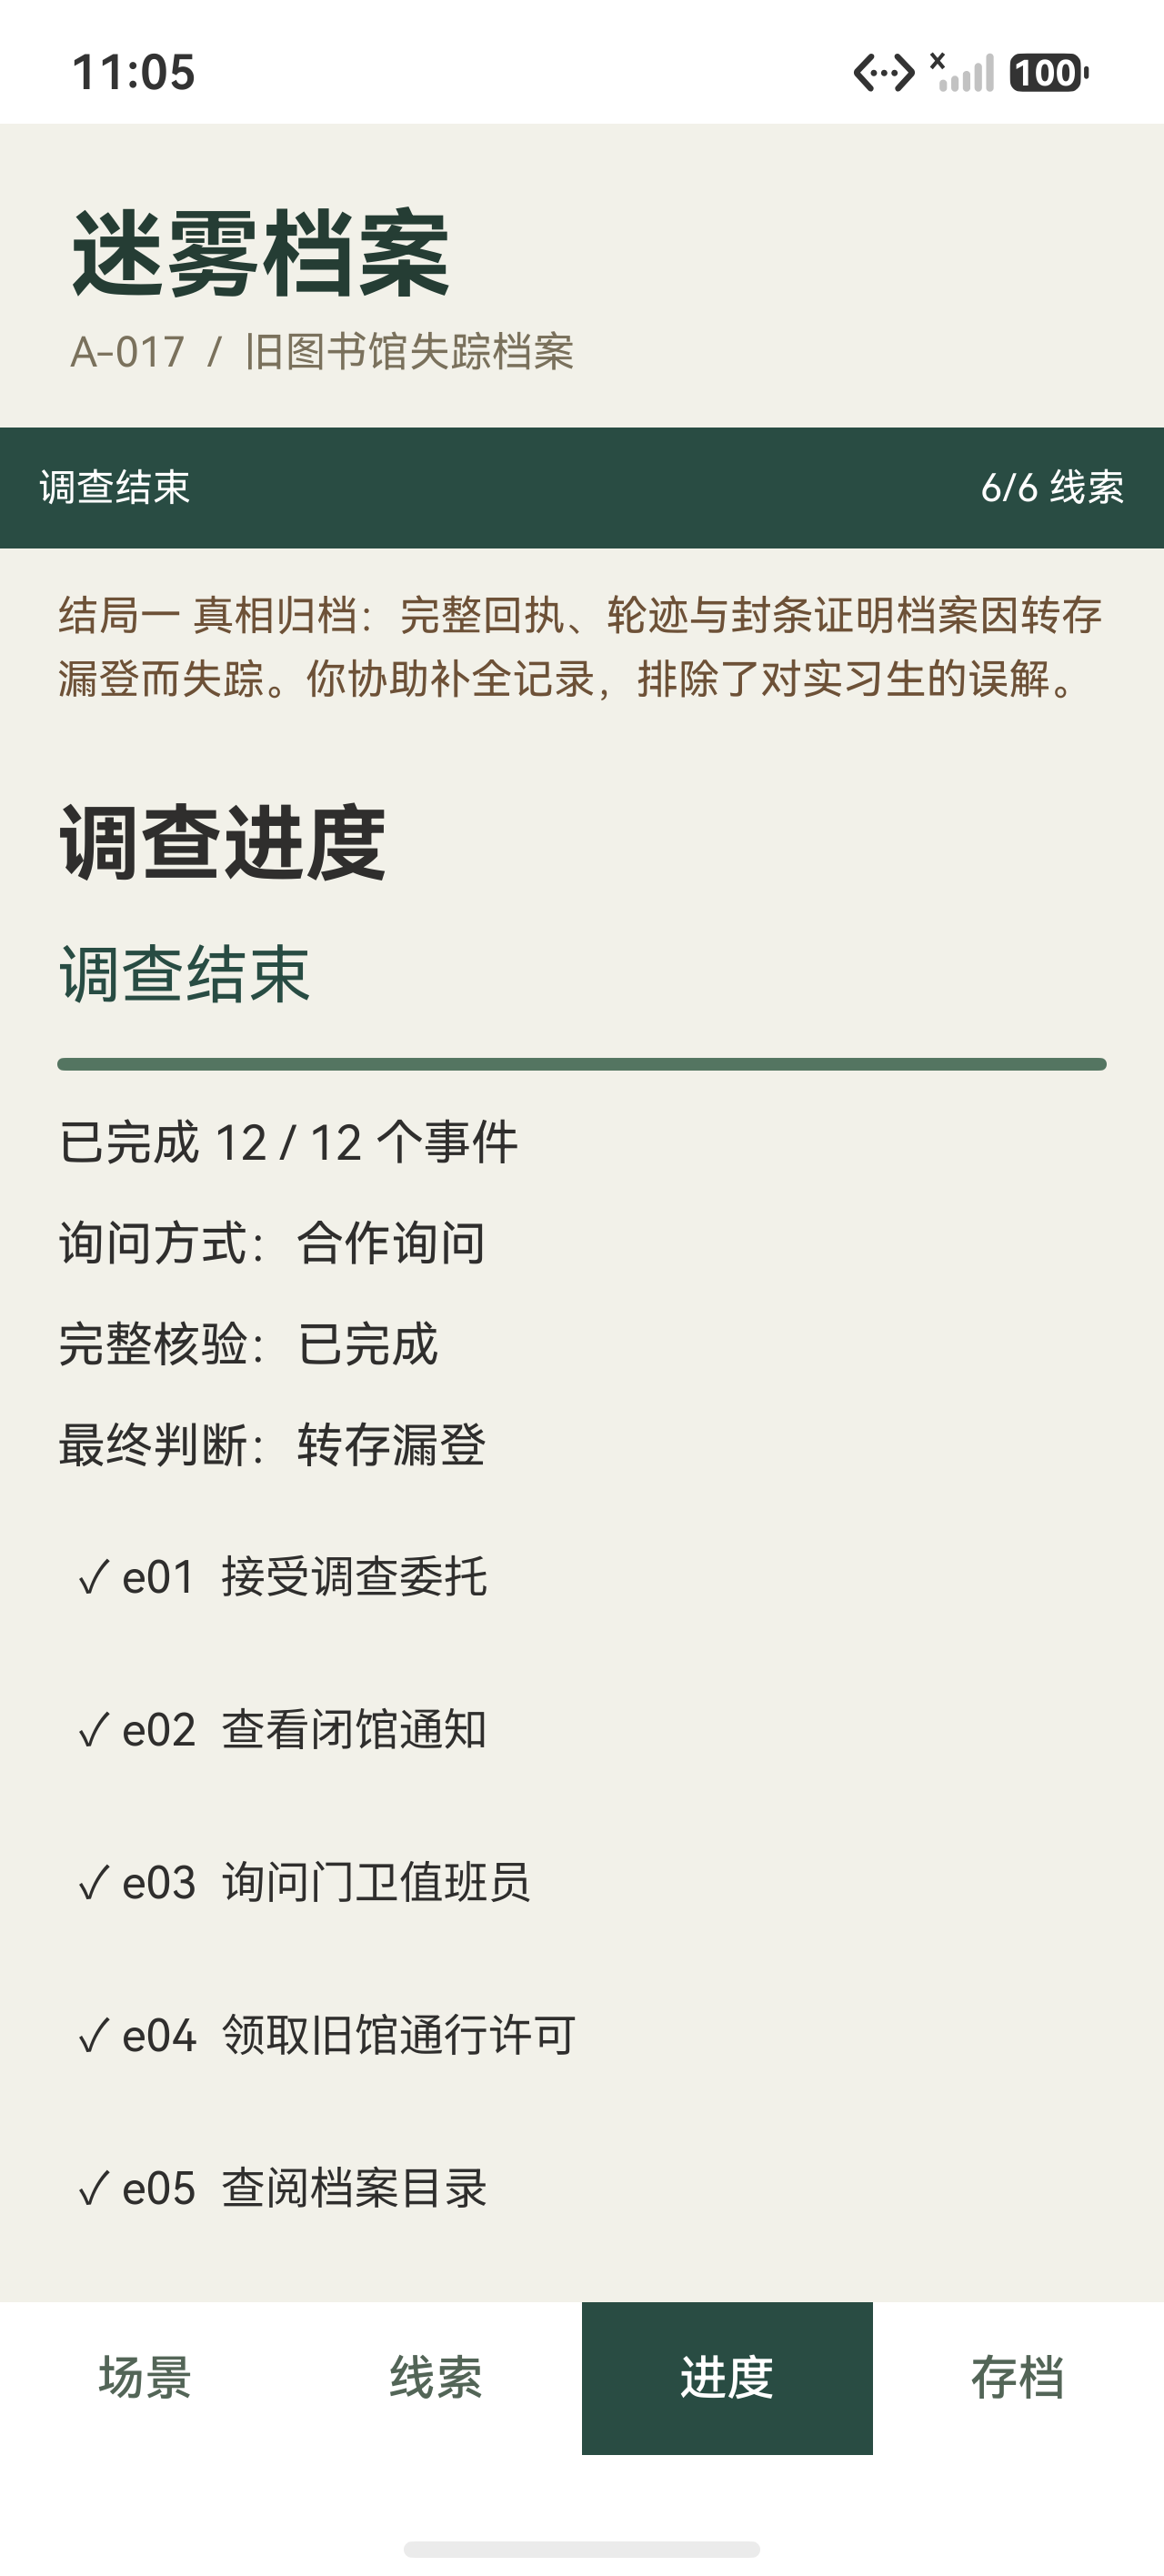 11:05
100
迷雾档案
A-017 / 旧图书馆失踪档案
调查结束
6/6 线索
结局一 真相归档：完整回执、轮迹与封条证明档案因转存
漏登而失踪。你协助补全记录，排除了对实习生的误解。
调查进度
调查结束
已完成 12 / 12 个事件
询问方式：合作询问
完整核验：已完成
最终判断：转存漏登
✓ e01 接受调查委托
✓ e02 查看闭馆通知
✓ e03 询问门卫值班员
✓ e04 领取旧馆通行许可
✓ e05 查阅档案目录
场景
线索
进度
存档